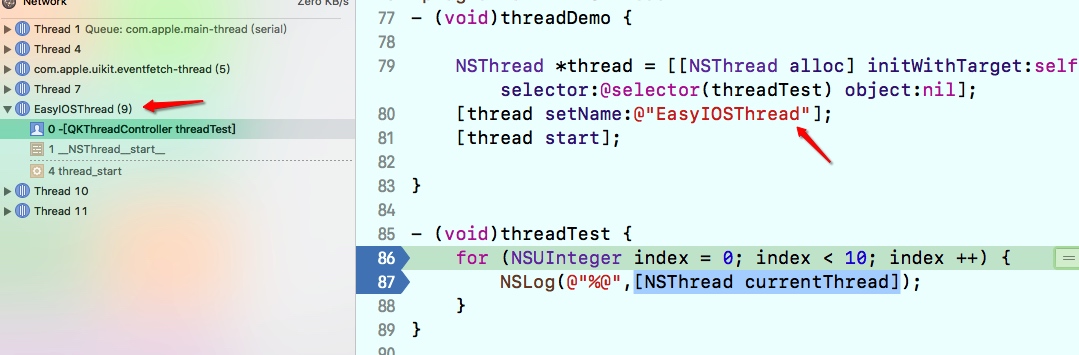 Network
Zero KB/s
Thread 1 Queue: com.apple.main-thread (serial)
Thread 4
com.apple.uikit.eventfetch-thread (5)
Thread 7
EasyIOSThread (9)
0 -[QKThreadController threadTest]
1 __NSThread__start__
4 thread_start
Thread 10
Thread 11
77 - (void)threadDemo {
78
79 NSThread *thread = [[NSThread alloc] initWithTarget:self
selector:@selector(threadTest) object:nil];
80 [thread setName:@"EasyIOSThread"];
81 [thread start];
82
83 }
84
85 - (void)threadTest {
86 for (NSUInteger index = 0; index < 10; index ++) {
87 NSLog(@"%@",[NSThread currentThread]);
88 }
89 }
90